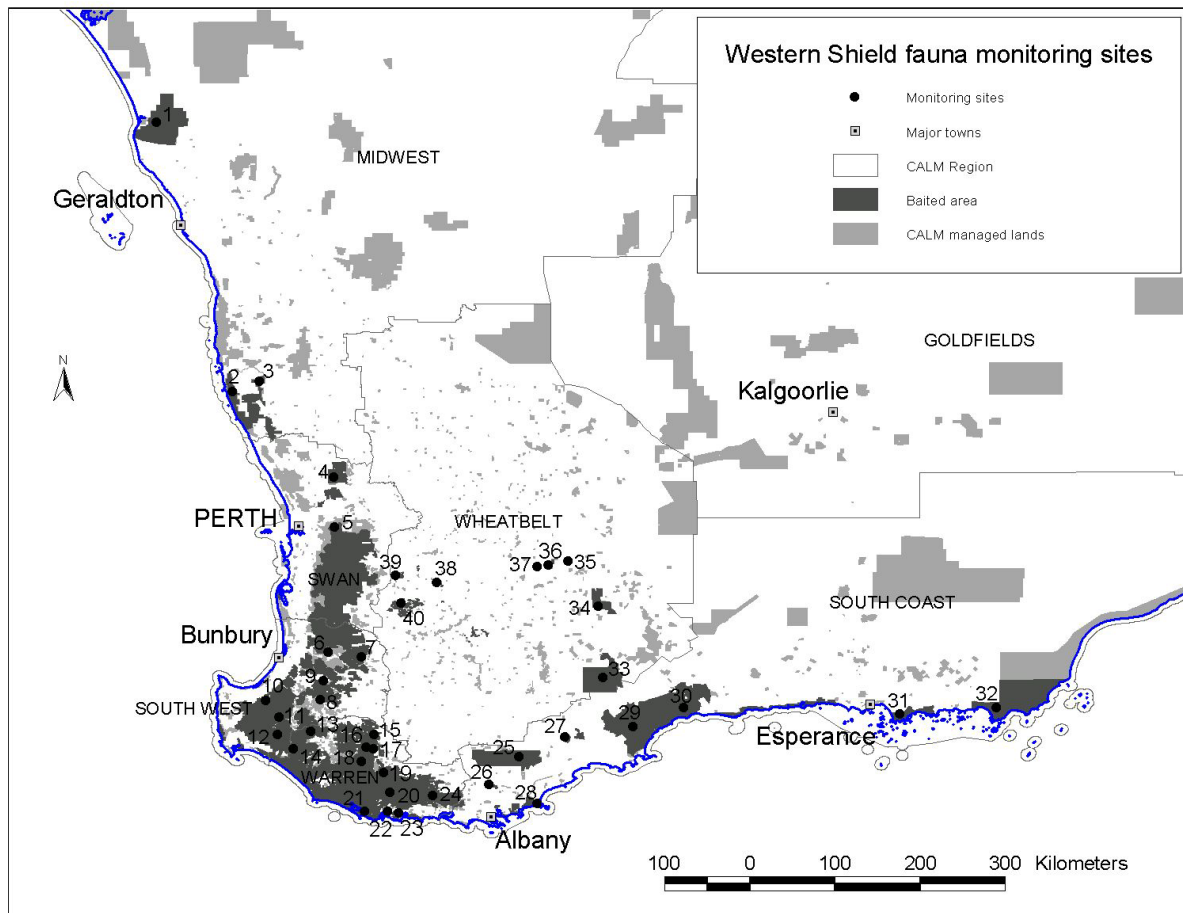 Western Shield fauna monitoring sites
Monitoring sites
Major towns
CALM Region
Baited area
CALM managed lands
1
MIDWEST
Geraldton
GOLDFIELDS
N
3
2
Kalgoorlie
4
PERTH
5
WHEATBELT
36
37
35
39
38
SWAN
34
40
SOUTH COAST
Bunbury
6
7
33
9
10
8
30
31
32
SOUTH WEST
11
13
15
16
29
27
12
Esperance
14
17
18
25
WARREN
19
26
20
24
21
28
22
23
Albany
100 0 100 200 300 Kilometers